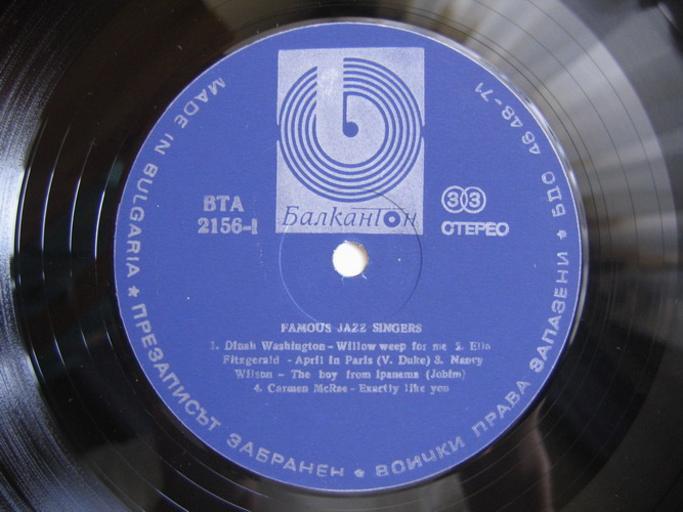 Балкантон
ВТА
2156-I
33
СТЕРЕО
FAMOUS JAZZ SINGERS
1. Dinah Washington - Willow weep for me 2. Ella
Fitzgerald - April in Paris (V. Duke) 3. Nancy
Wilson - The boy from Ipanema (Jobim)
4. Carmen McRae - Exactly like you
MADE IN BULGARIA * ПРЕЗАПИСЪТ ЗАБРАНЕН * ВСИЧКИ ПРАВА ЗАПАЗЕНИ * БДС 4648-71